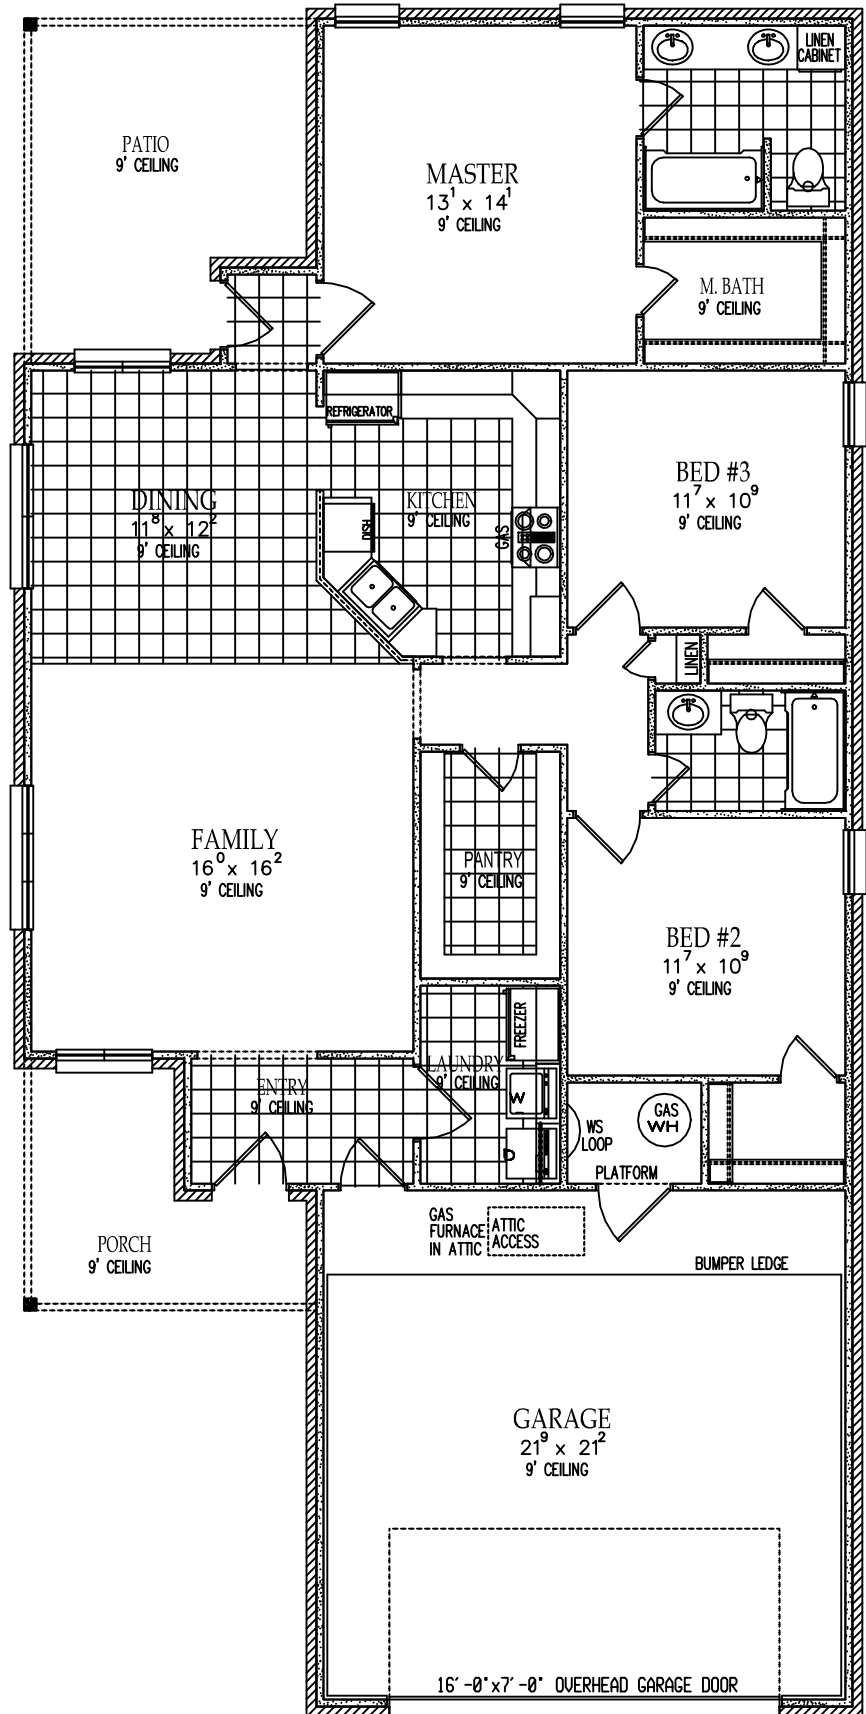 LINEN
CABINET
PATIO
9' CEILING
MASTER
13¹ x 14¹
9' CEILING
M. BATH
9' CEILING
REFRIGERATOR
DINING
11⁸ x 12²
9' CEILING
KITCHEN
9' CEILING
DISH
GAS
BED #3
11⁷ x 10⁹
9' CEILING
LINEN
FAMILY
16⁰ x 16²
9' CEILING
PANTRY
9' CEILING
BED #2
11⁷ x 10⁹
9' CEILING
FREEZER
LAUNDRY
9' CEILING
ENTRY
9' CEILING
W
D
WS
LOOP
GAS
WH
PLATFORM
PORCH
9' CEILING
GAS
FURNACE
IN ATTIC
ATTIC
ACCESS
BUMPER LEDGE
GARAGE
21⁹ x 21²
9' CEILING
16'-0"x7'-0" OVERHEAD GARAGE DOOR